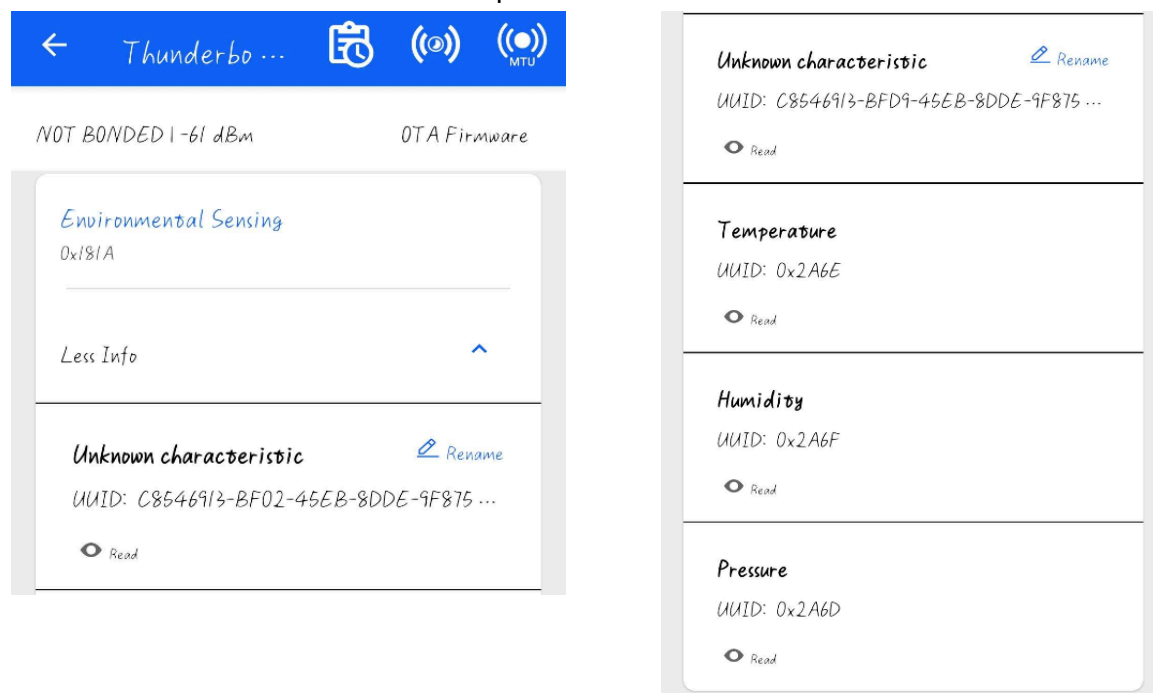 Thunderbo ...
MTU
NOT BONDED | -61 dBm
OTA Firmware
Environmental Sensing
0x181A
Less Info
Unknown characteristic
Rename
UUID: C8546913-BF02-45EB-8DDE-9F875 ...
Read
Unknown characteristic
Rename
UUID: C8546913-BFD9-45EB-8DDE-9F875 ...
Read
Temperature
UUID: 0x2A6E
Read
Humidity
UUID: 0x2A6F
Read
Pressure
UUID: 0x2A6D
Read